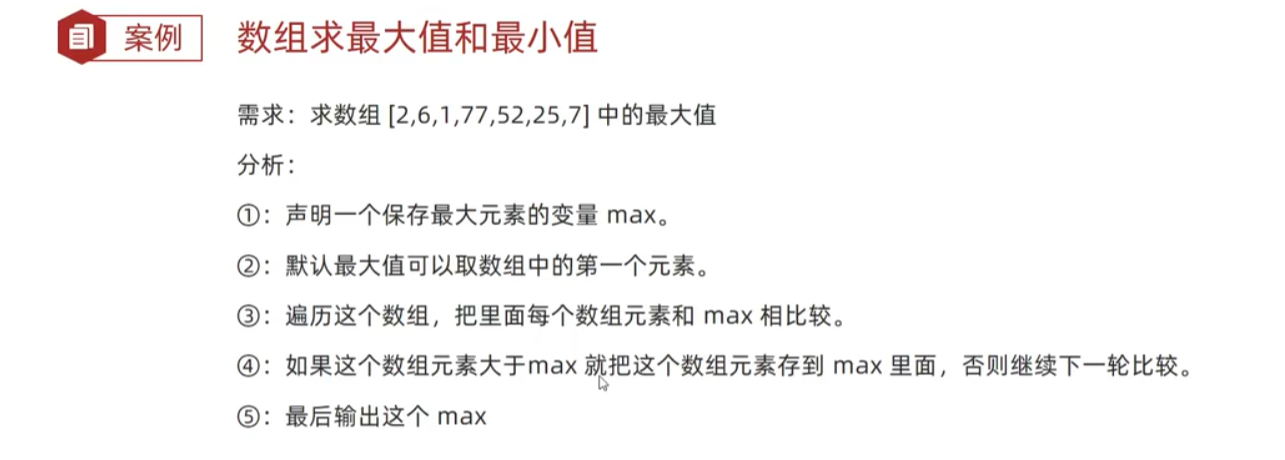 案例
数组求最大值和最小值
需求：求数组 [2,6,1,77,52,25,7] 中的最大值
分析：
①：声明一个保存最大元素的变量 max。
②：默认最大值可以取数组中的第一个元素。
③：遍历这个数组，把里面每个数组元素和 max 相比较。
④：如果这个数组元素大于max 就把这个数组元素存到 max 里面，否则继续下一轮比较。
⑤：最后输出这个 max